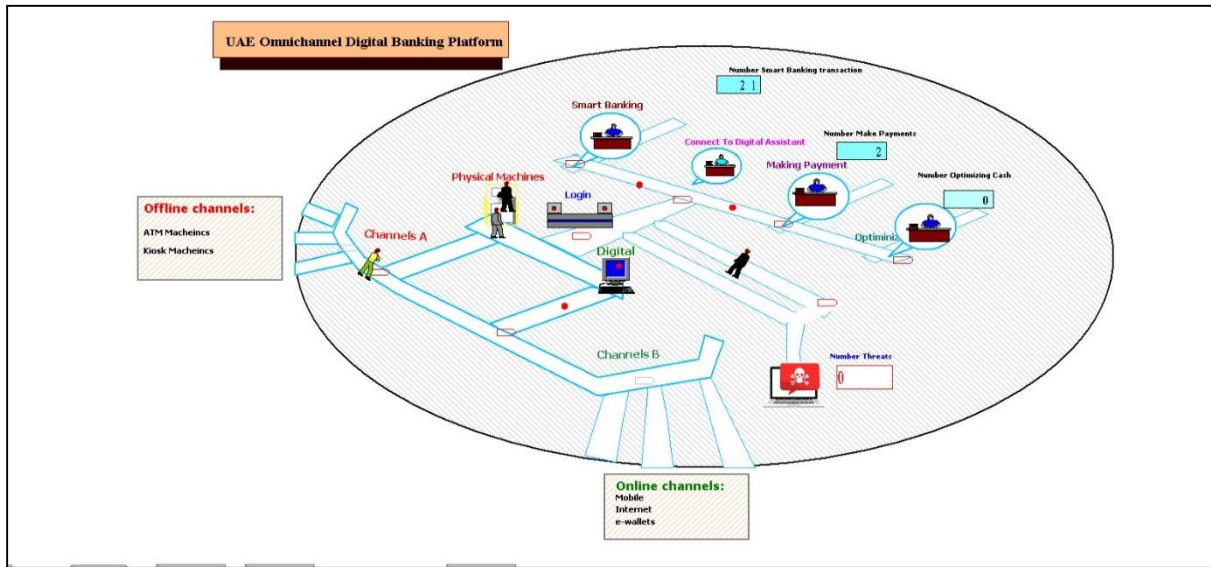 UAE Omnichannel Digital Banking Platform
Number Smart Banking transaction
2 1
Smart Banking
Number Make Payments
2
Connect To Digital Assistant
Making Payment
Number Optimizing Cash
0
Physical Machines
Login
Offline channels:
ATM Macheincs
Kiosk Macheincs
Channels A
Optimiz
Digital
Channels B
Number Threats
0
Online channels:
Mobile
Internet
e-wallets